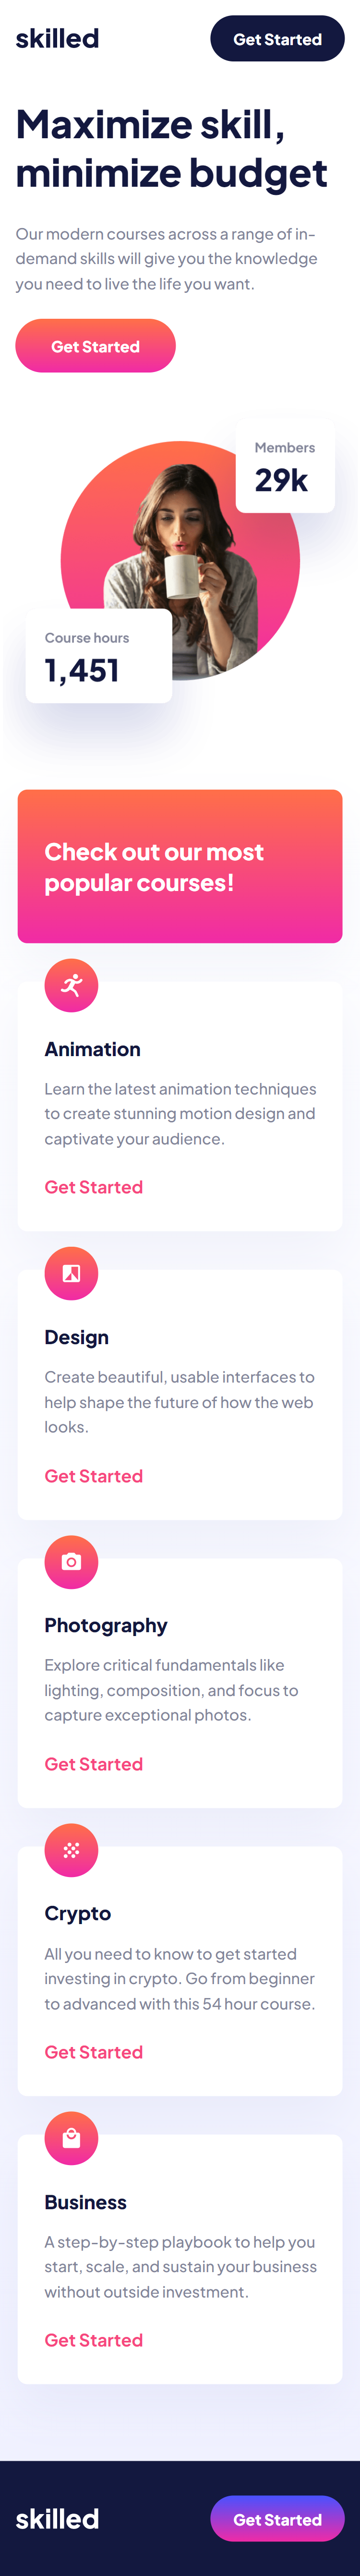 skilled
Get Started
Maximize skill,
minimize budget
Our modern courses across a range of in-
demand skills will give you the knowledge
you need to live the life you want.
Get Started
Members
29k
Course hours
1,451
Check out our most
popular courses!
Animation
Learn the latest animation techniques
to create stunning motion design and
captivate your audience.
Get Started
Design
Create beautiful, usable interfaces to
help shape the future of how the web
looks.
Get Started
Photography
Explore critical fundamentals like
lighting, composition, and focus to
capture exceptional photos.
Get Started
Crypto
All you need to know to get started
investing in crypto. Go from beginner
to advanced with this 54 hour course.
Get Started
Business
A step-by-step playbook to help you
start, scale, and sustain your business
without outside investment.
Get Started
skilled
Get Started